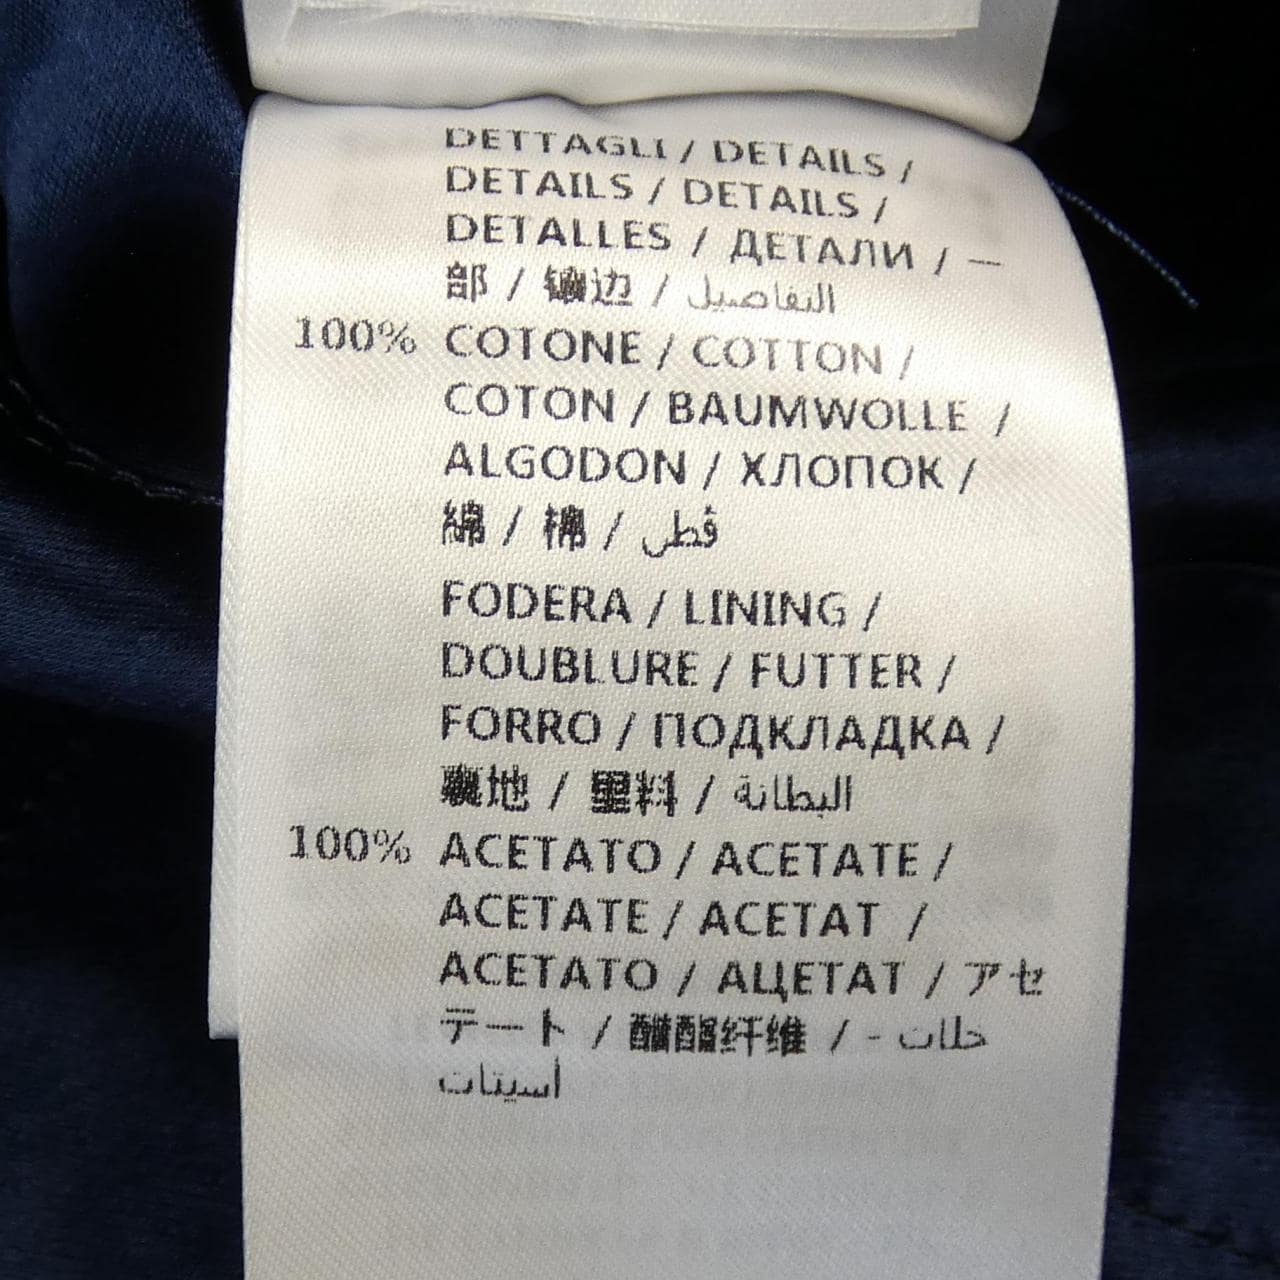 DETTAGLI / DETAILS /
DETAILS / DETAILS /
DETALLES / ДЕТАЛИ / 一
部 / 镶边 / التفاصيل
100% COTONE / COTTON /
COTON / BAUMWOLLE /
ALGODON / ХЛОПОК /
綿 / 棉 / قطن
FODERA / LINING /
DOUBLURE / FUTTER /
FORRO / ПОДКЛАДКА /
裏地 / 里料 / البطانة
100% ACETATO / ACETATE /
ACETATE / ACETAT /
ACETATO / АЦЕТАТ / アセ
テート / 醋酯纤维 / خلات -
أسيتات